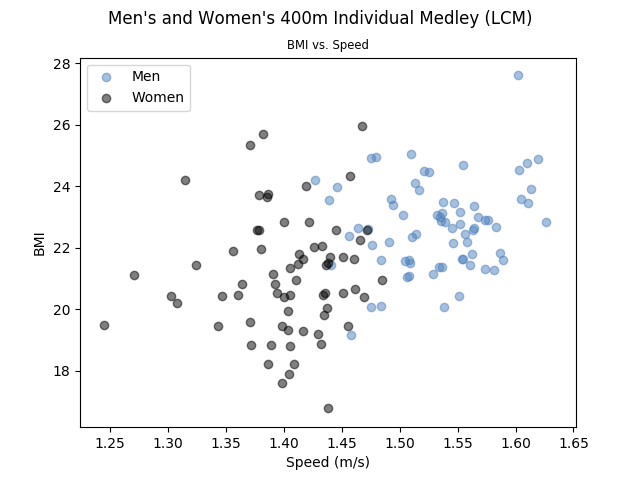 Men's and Women's 400m Individual Medley (LCM)
BMI vs. Speed
Men
Women
28
26
24
22
20
18
BMI
1.25 1.30 1.35 1.40 1.45 1.50 1.55 1.60 1.65
Speed (m/s)